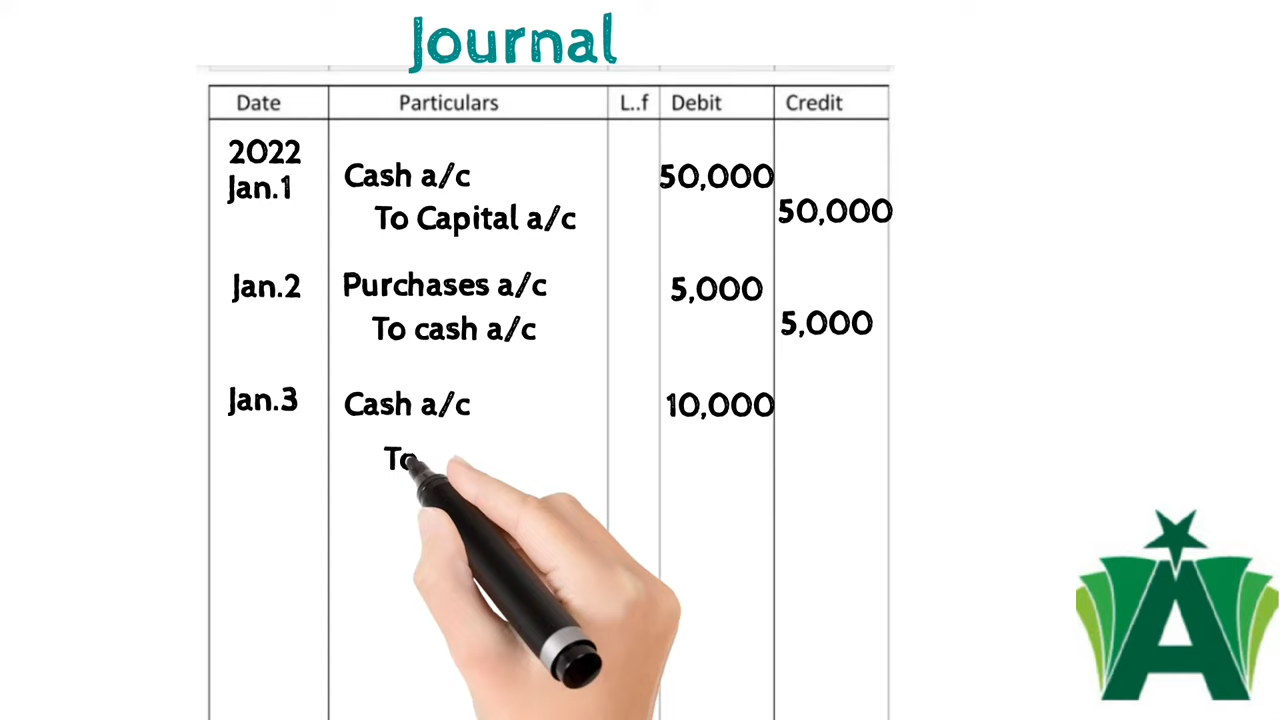 Journal
Date Particulars L..f Debit Credit
2022
Jan.1 Cash a/c 50,000
To Capital a/c 50,000
Jan.2 Purchases a/c 5,000
To cash a/c 5,000
Jan.3 Cash a/c 10,000
To
A